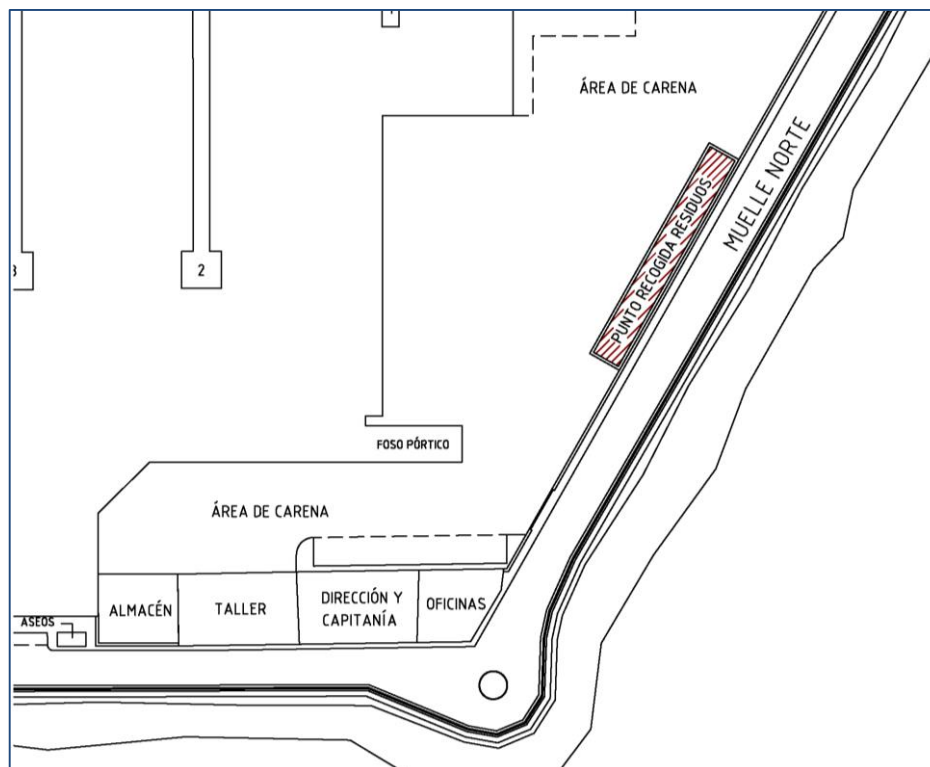 ÁREA DE CARENA
MUELLE NORTE
PUNTO RECOGIDA RESIDUOS
2
FOSO PÓRTICO
ÁREA DE CARENA
ALMACÉN
TALLER
DIRECCIÓN Y
CAPITANÍA
OFICINAS
ASEOS